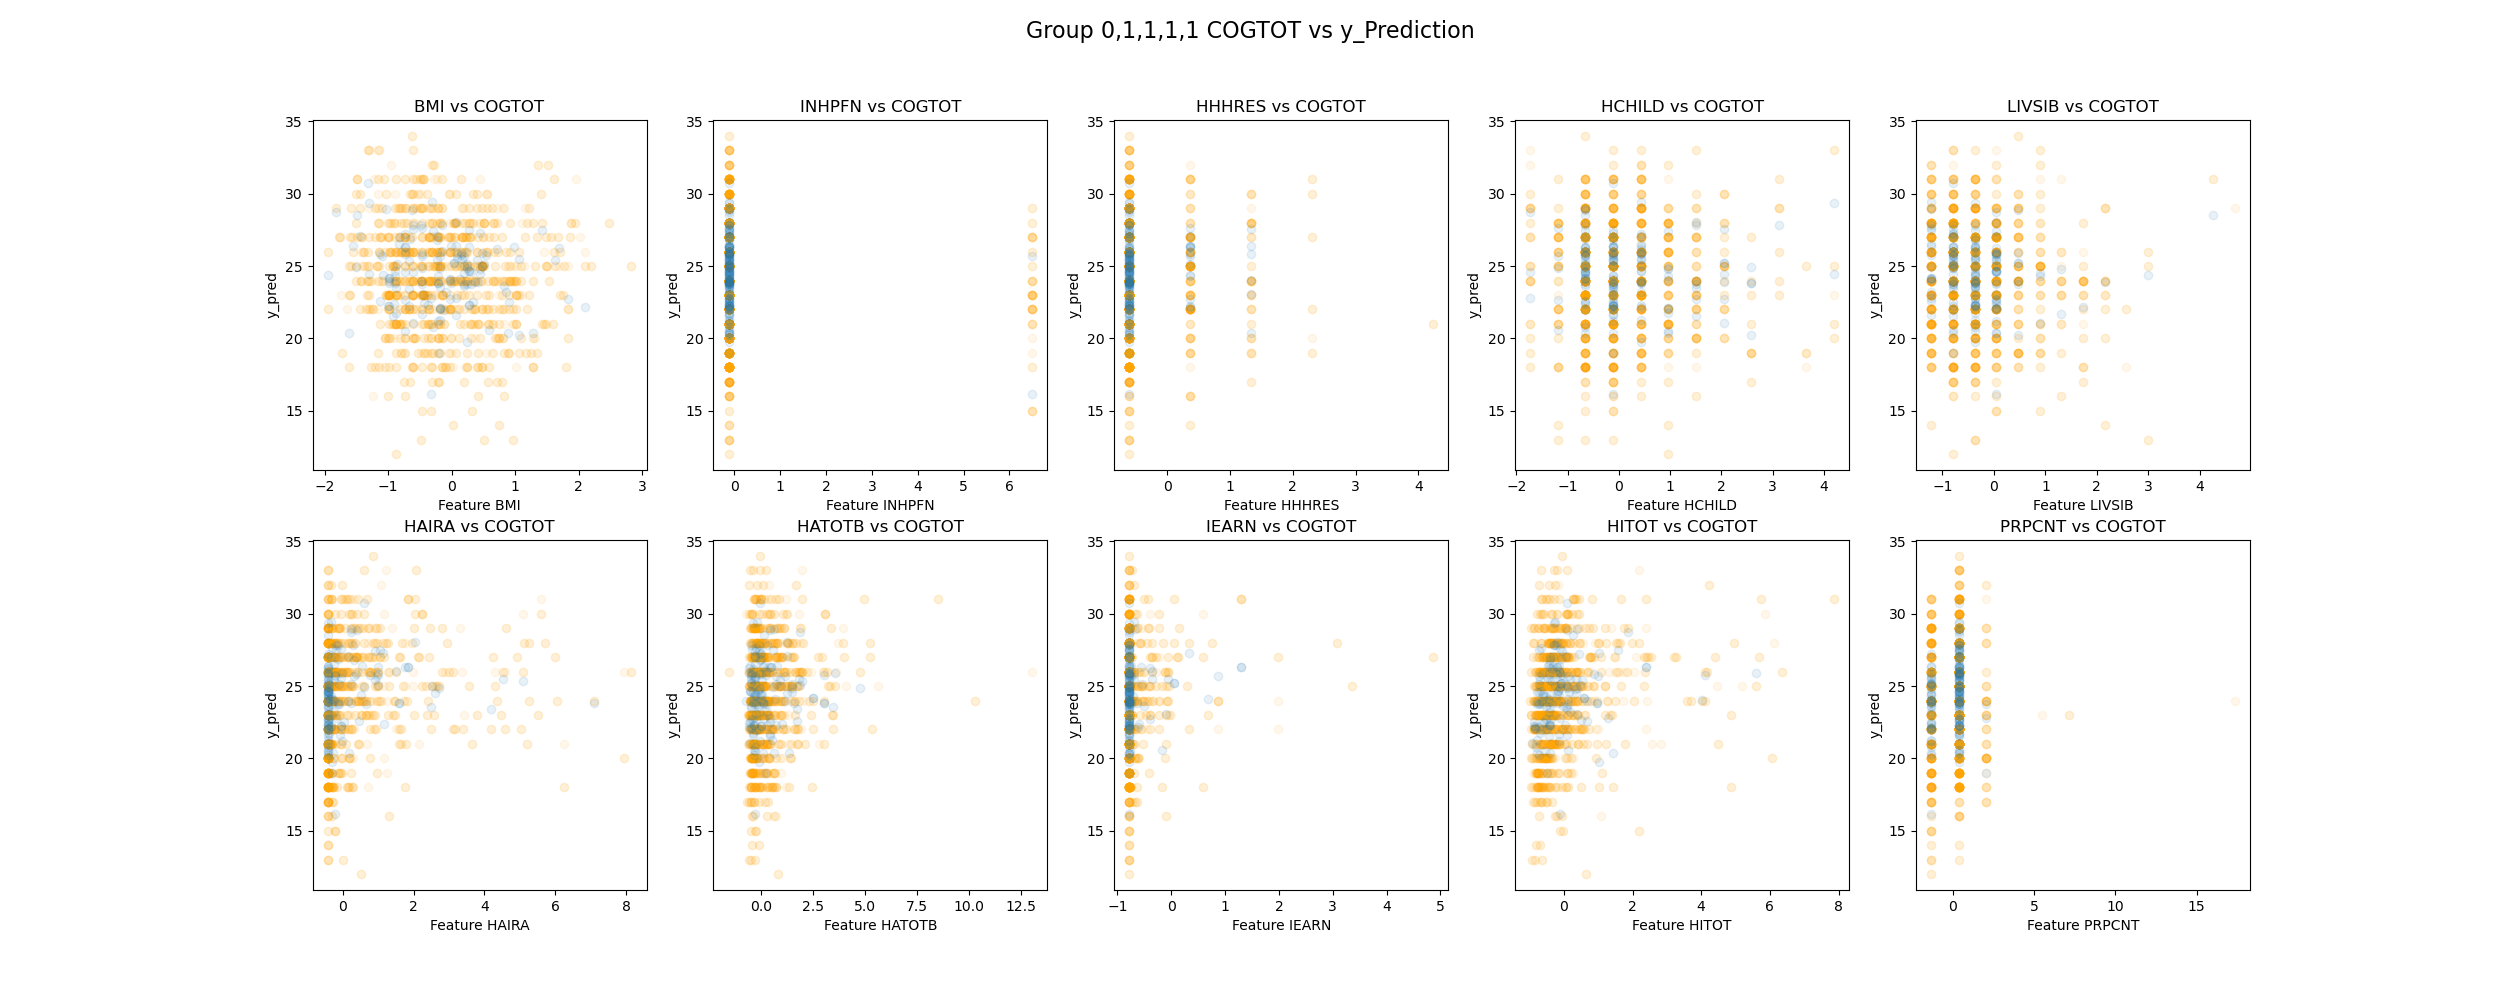 Group 0,1,1,1,1 COGTOT vs y_Prediction
BMI vs COGTOT
INHPFN vs COGTOT
HHHRES vs COGTOT
HCHILD vs COGTOT
LIVSIB vs COGTOT
35
30
25
20
15
y_pred
−2 −1 0 1 2 3
Feature BMI
35
30
25
20
15
y_pred
0 1 2 3 4 5 6
Feature INHPFN
35
30
25
20
15
y_pred
0 1 2 3 4
Feature HHHRES
35
30
25
20
15
y_pred
−2 −1 0 1 2 3 4
Feature HCHILD
35
30
25
20
15
y_pred
−1 0 1 2 3 4
Feature LIVSIB
HAIRA vs COGTOT
HATOTB vs COGTOT
IEARN vs COGTOT
HITOT vs COGTOT
PRPCNT vs COGTOT
35
30
25
20
15
y_pred
0 2 4 6 8
Feature HAIRA
35
30
25
20
15
y_pred
0.0 2.5 5.0 7.5 10.0 12.5
Feature HATOTB
35
30
25
20
15
y_pred
−1 0 1 2 3 4 5
Feature IEARN
35
30
25
20
15
y_pred
0 2 4 6 8
Feature HITOT
35
30
25
20
15
y_pred
0 5 10 15
Feature PRPCNT